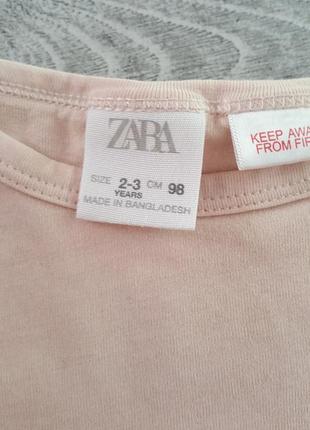 ZARA
SIZE 2-3 CM 98
YEARS
MADE IN BANGLADESH
KEEP AWA
FROM FIR